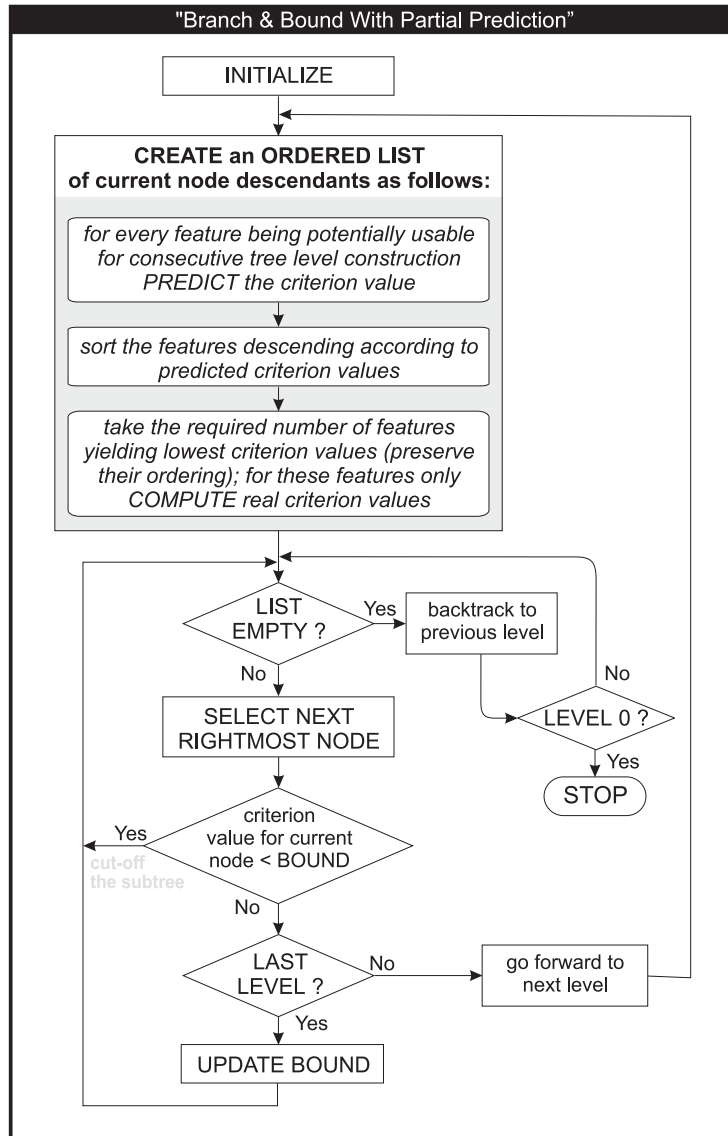 "Branch & Bound With Partial Prediction”
INITIALIZE
CREATE an ORDERED LIST
of current node descendants as follows:
for every feature being potentially usable
for consecutive tree level construction
PREDICT the criterion value
sort the features descending according to
predicted criterion values
take the required number of features
yielding lowest criterion values (preserve
their ordering); for these features only
COMPUTE real criterion values
LIST
EMPTY ?
Yes
backtrack to
previous level
No
No
SELECT NEXT
RIGHTMOST NODE
LEVEL 0 ?
Yes
STOP
criterion
value for current
node < BOUND
Yes
cut-off
the subtree
No
LAST
LEVEL ?
No
go forward to
next level
Yes
UPDATE BOUND